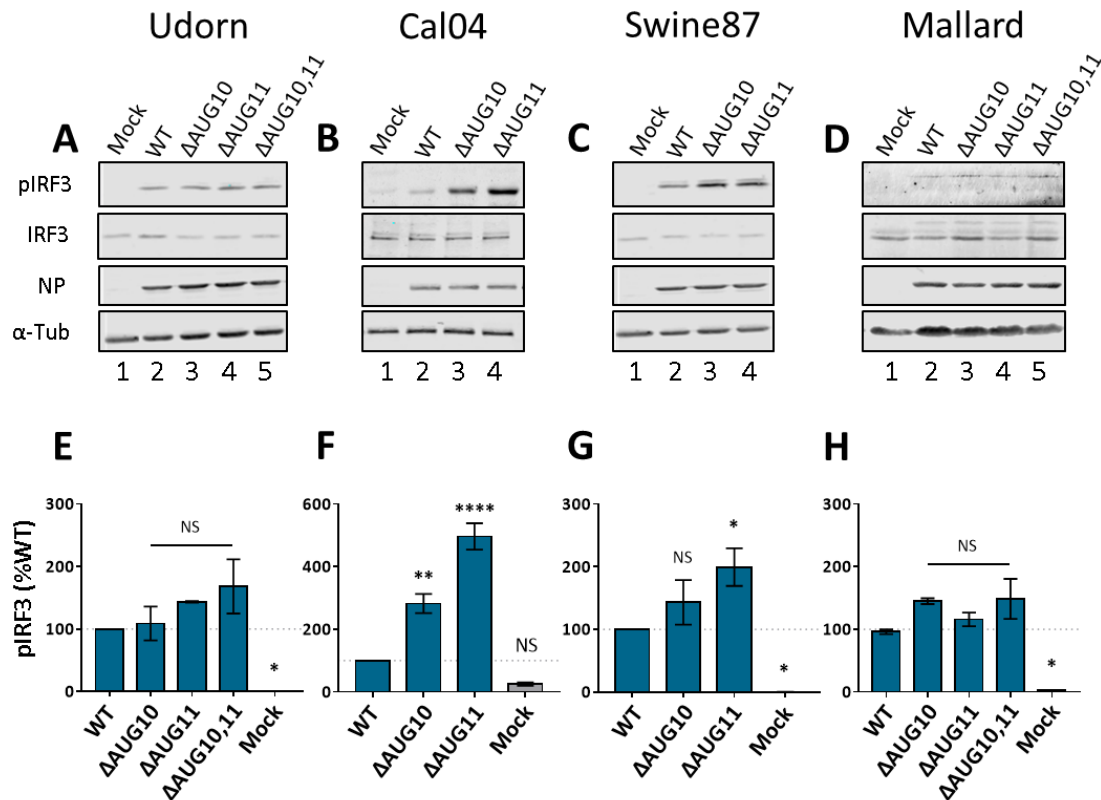 Udorn Cal04 Swine87 Mallard
A Mock WT ΔAUG10 ΔAUG11 ΔAUG10,11
B Mock WT ΔAUG10 ΔAUG11
C Mock WT ΔAUG10 ΔAUG11
D Mock WT ΔAUG10 ΔAUG11 ΔAUG10,11
pIRF3
IRF3
NP
α-Tub
1 2 3 4 5 1 2 3 4 1 2 3 4 1 2 3 4 5
E F G H
pIRF3 (%WT)
300
200
100
0
NS
*
WT ΔAUG10 ΔAUG11 ΔAUG10,11 Mock
600
400
200
0
**
****
NS
WT ΔAUG10 ΔAUG11 Mock
300
200
100
0
NS
*
*
WT ΔAUG10 ΔAUG11 Mock
300
200
100
0
NS
*
WT ΔAUG10 ΔAUG11 ΔAUG10,11 Mock